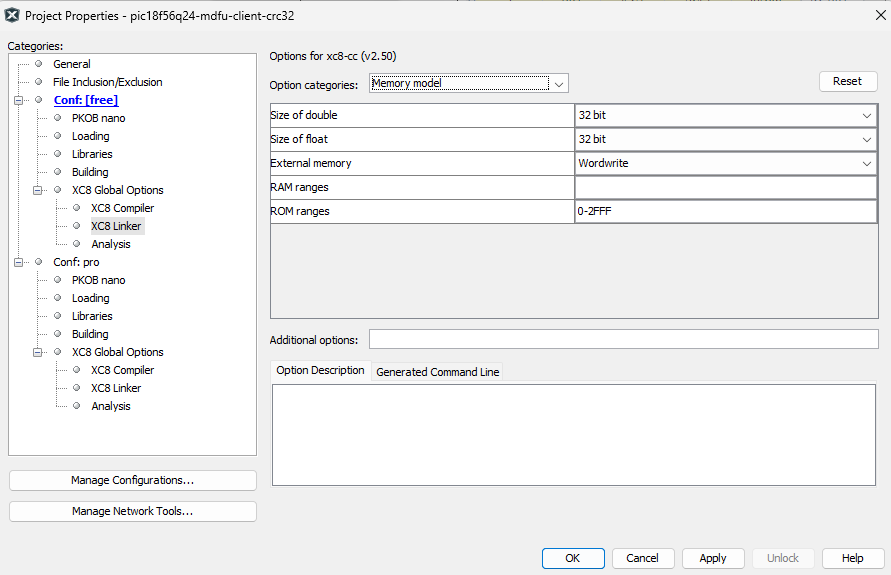 Project Properties - pic18f56q24-mdfu-client-crc32
Categories:
General
File Inclusion/Exclusion
Conf: [free]
PKOB nano
Loading
Libraries
Building
XC8 Global Options
XC8 Compiler
XC8 Linker
Analysis
Conf: pro
PKOB nano
Loading
Libraries
Building
XC8 Global Options
XC8 Compiler
XC8 Linker
Analysis
Manage Configurations...
Manage Network Tools...
Options for xc8-cc (v2.50)
Option categories: Memory model Reset
Size of double 32 bit
Size of float 32 bit
External memory Wordwrite
RAM ranges
ROM ranges 0-2FFF
Additional options:
Option Description Generated Command Line
OK Cancel Apply Unlock Help